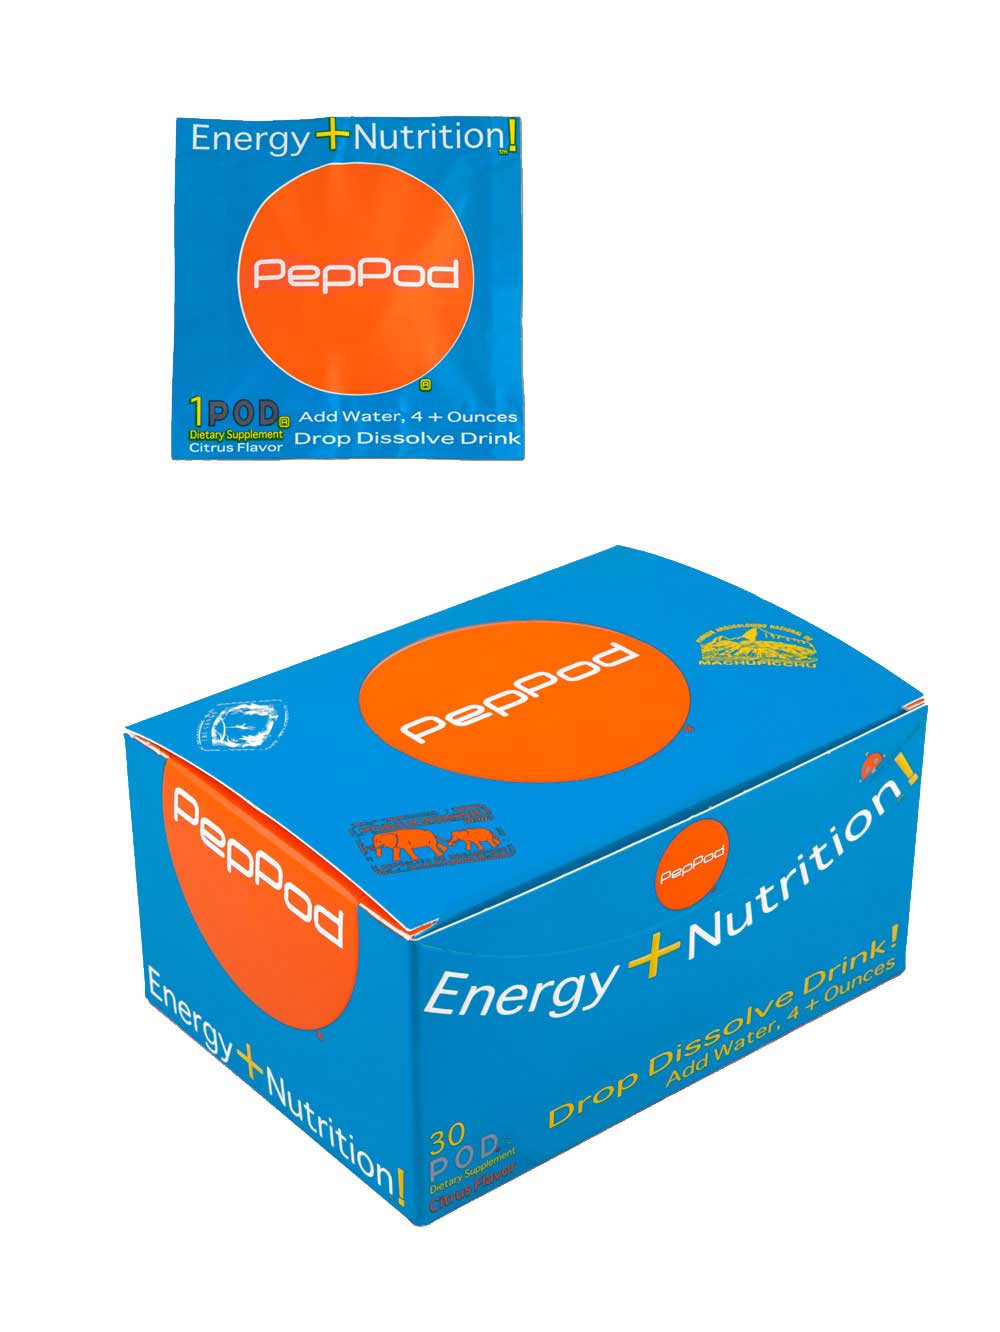 Energy+Nutrition!
TM
PepPod
®
1POD®
Dietary Supplement
Citrus Flavor
Add Water, 4 + Ounces
Drop Dissolve Drink
PepPod
MACHUPICCHU
PepPod
Energy+Nutrition!
PepPod
Energy+Nutrition!
Drop Dissolve Drink!
Add Water, 4 + Ounces
30
POD
Dietary Supplement
Citrus Flavor